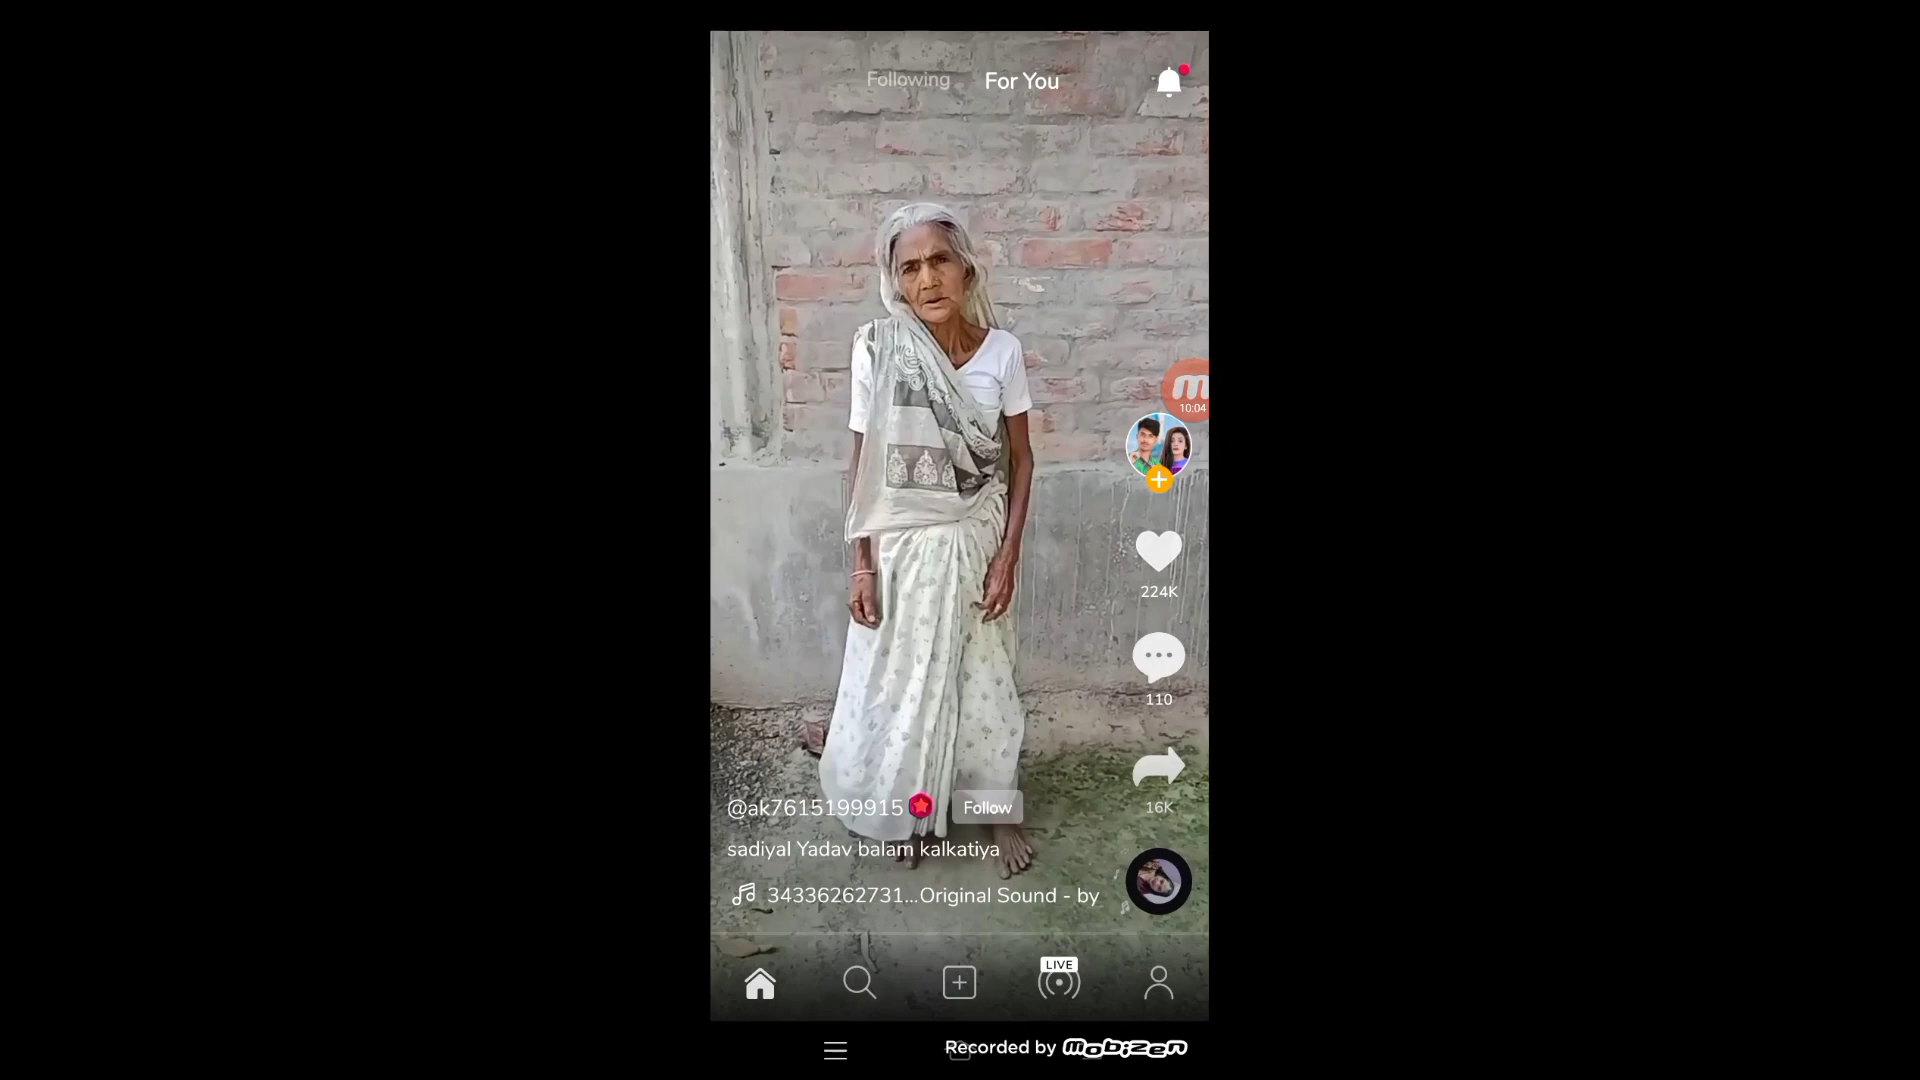 Following For You
m
10:04
224K
110
16K
@ak7615199915 Follow
sadiyal Yadav balam kalkatiya
34336262731...Original Sound - by
LIVE
Recorded by mobizen